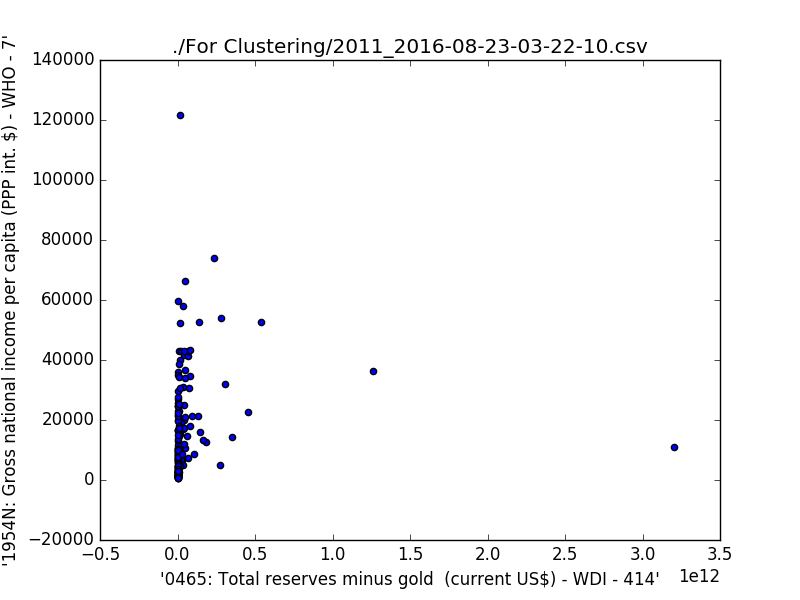 ./For Clustering/2011_2016-08-23-03-22-10.csv
'1954N: Gross national income per capita (PPP int. $) - WHO - 7'
140000
120000
100000
80000
60000
40000
20000
0
−20000
−0.5 0.0 0.5 1.0 1.5 2.0 2.5 3.0 3.5
1e12
'0465: Total reserves minus gold (current US$) - WDI - 414'